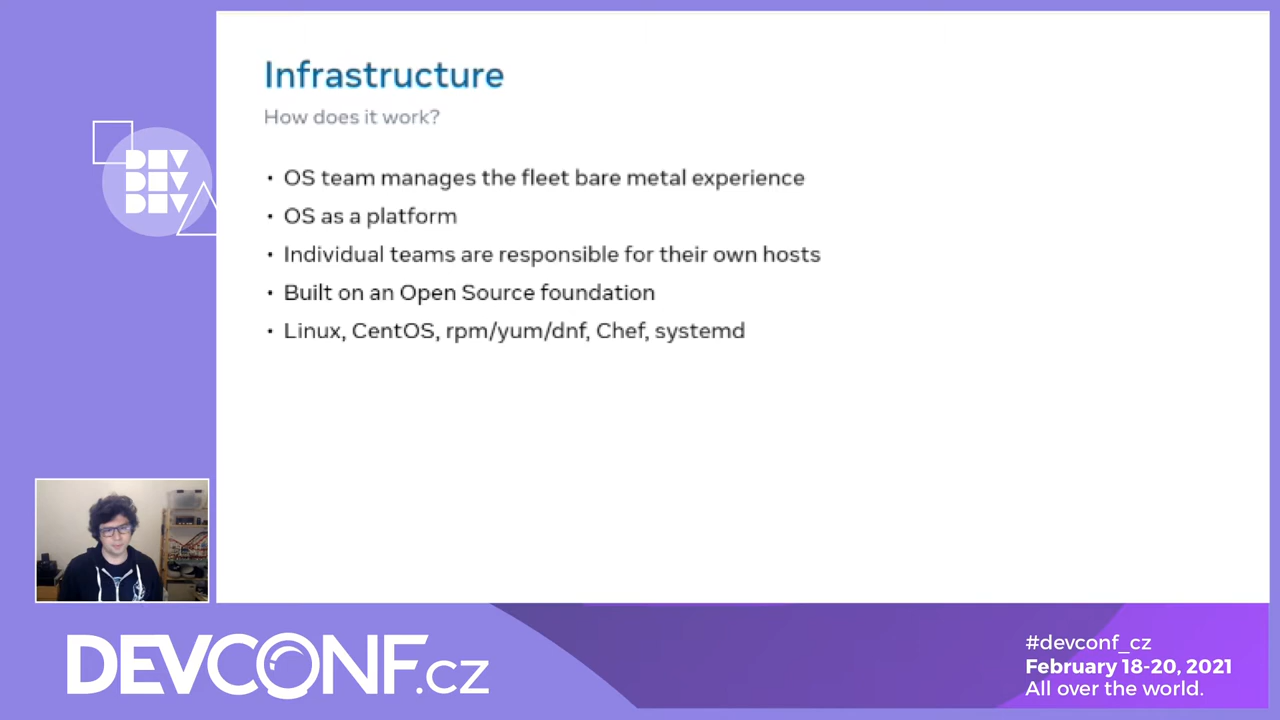 Infrastructure
How does it work?
• OS team manages the fleet bare metal experience
• OS as a platform
• Individual teams are responsible for their own hosts
• Built on an Open Source foundation
• Linux, CentOS, rpm/yum/dnf, Chef, systemd
DEV
DEV
DEV
DEVCONF.cz
#devconf_cz
February 18-20, 2021
All over the world.